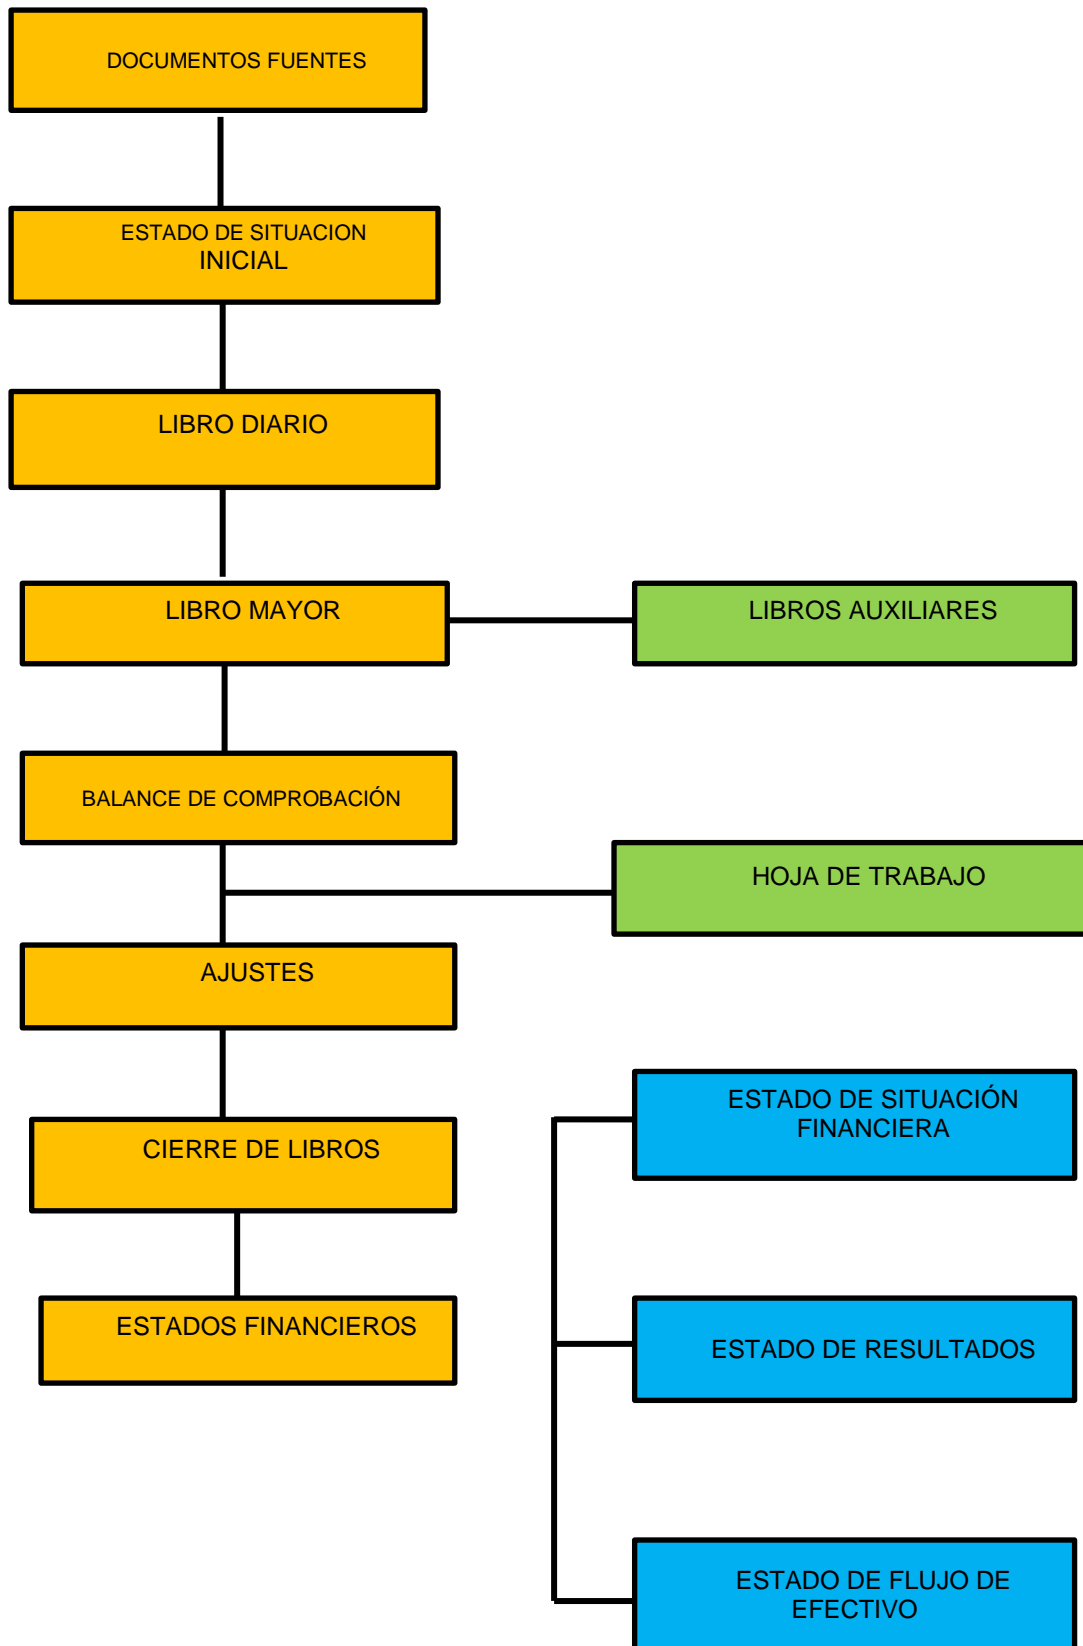 DOCUMENTOS FUENTES
ESTADO DE SITUACION
INICIAL
LIBRO DIARIO
LIBRO MAYOR
LIBROS AUXILIARES
BALANCE DE COMPROBACIÓN
HOJA DE TRABAJO
AJUSTES
CIERRE DE LIBROS
ESTADOS FINANCIEROS
ESTADO DE SITUACIÓN
FINANCIERA
ESTADO DE RESULTADOS
ESTADO DE FLUJO DE
EFECTIVO